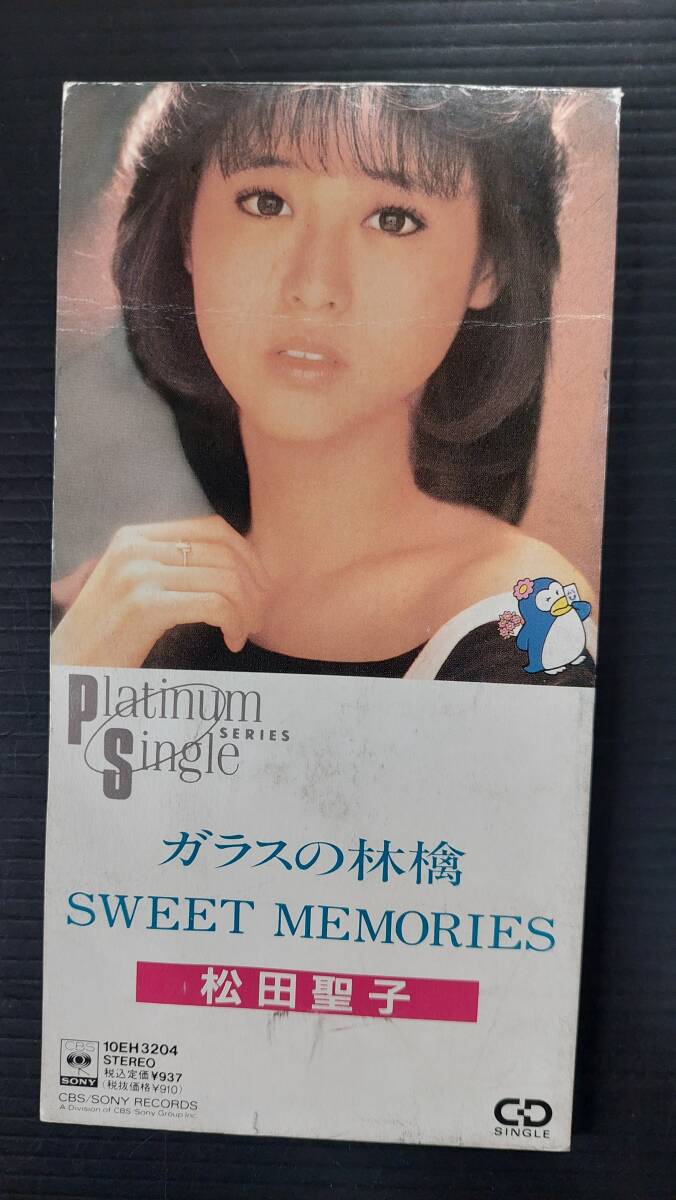 Platinum
SERIES
Single
ガラスの林檎
SWEET MEMORIES
松田聖子
CBS
SONY
10EH3204
STEREO
税込定価¥937
(税抜価格¥910)
CBS/SONY RECORDS
A Division of CBS/Sony Group Inc.
CD
SINGLE